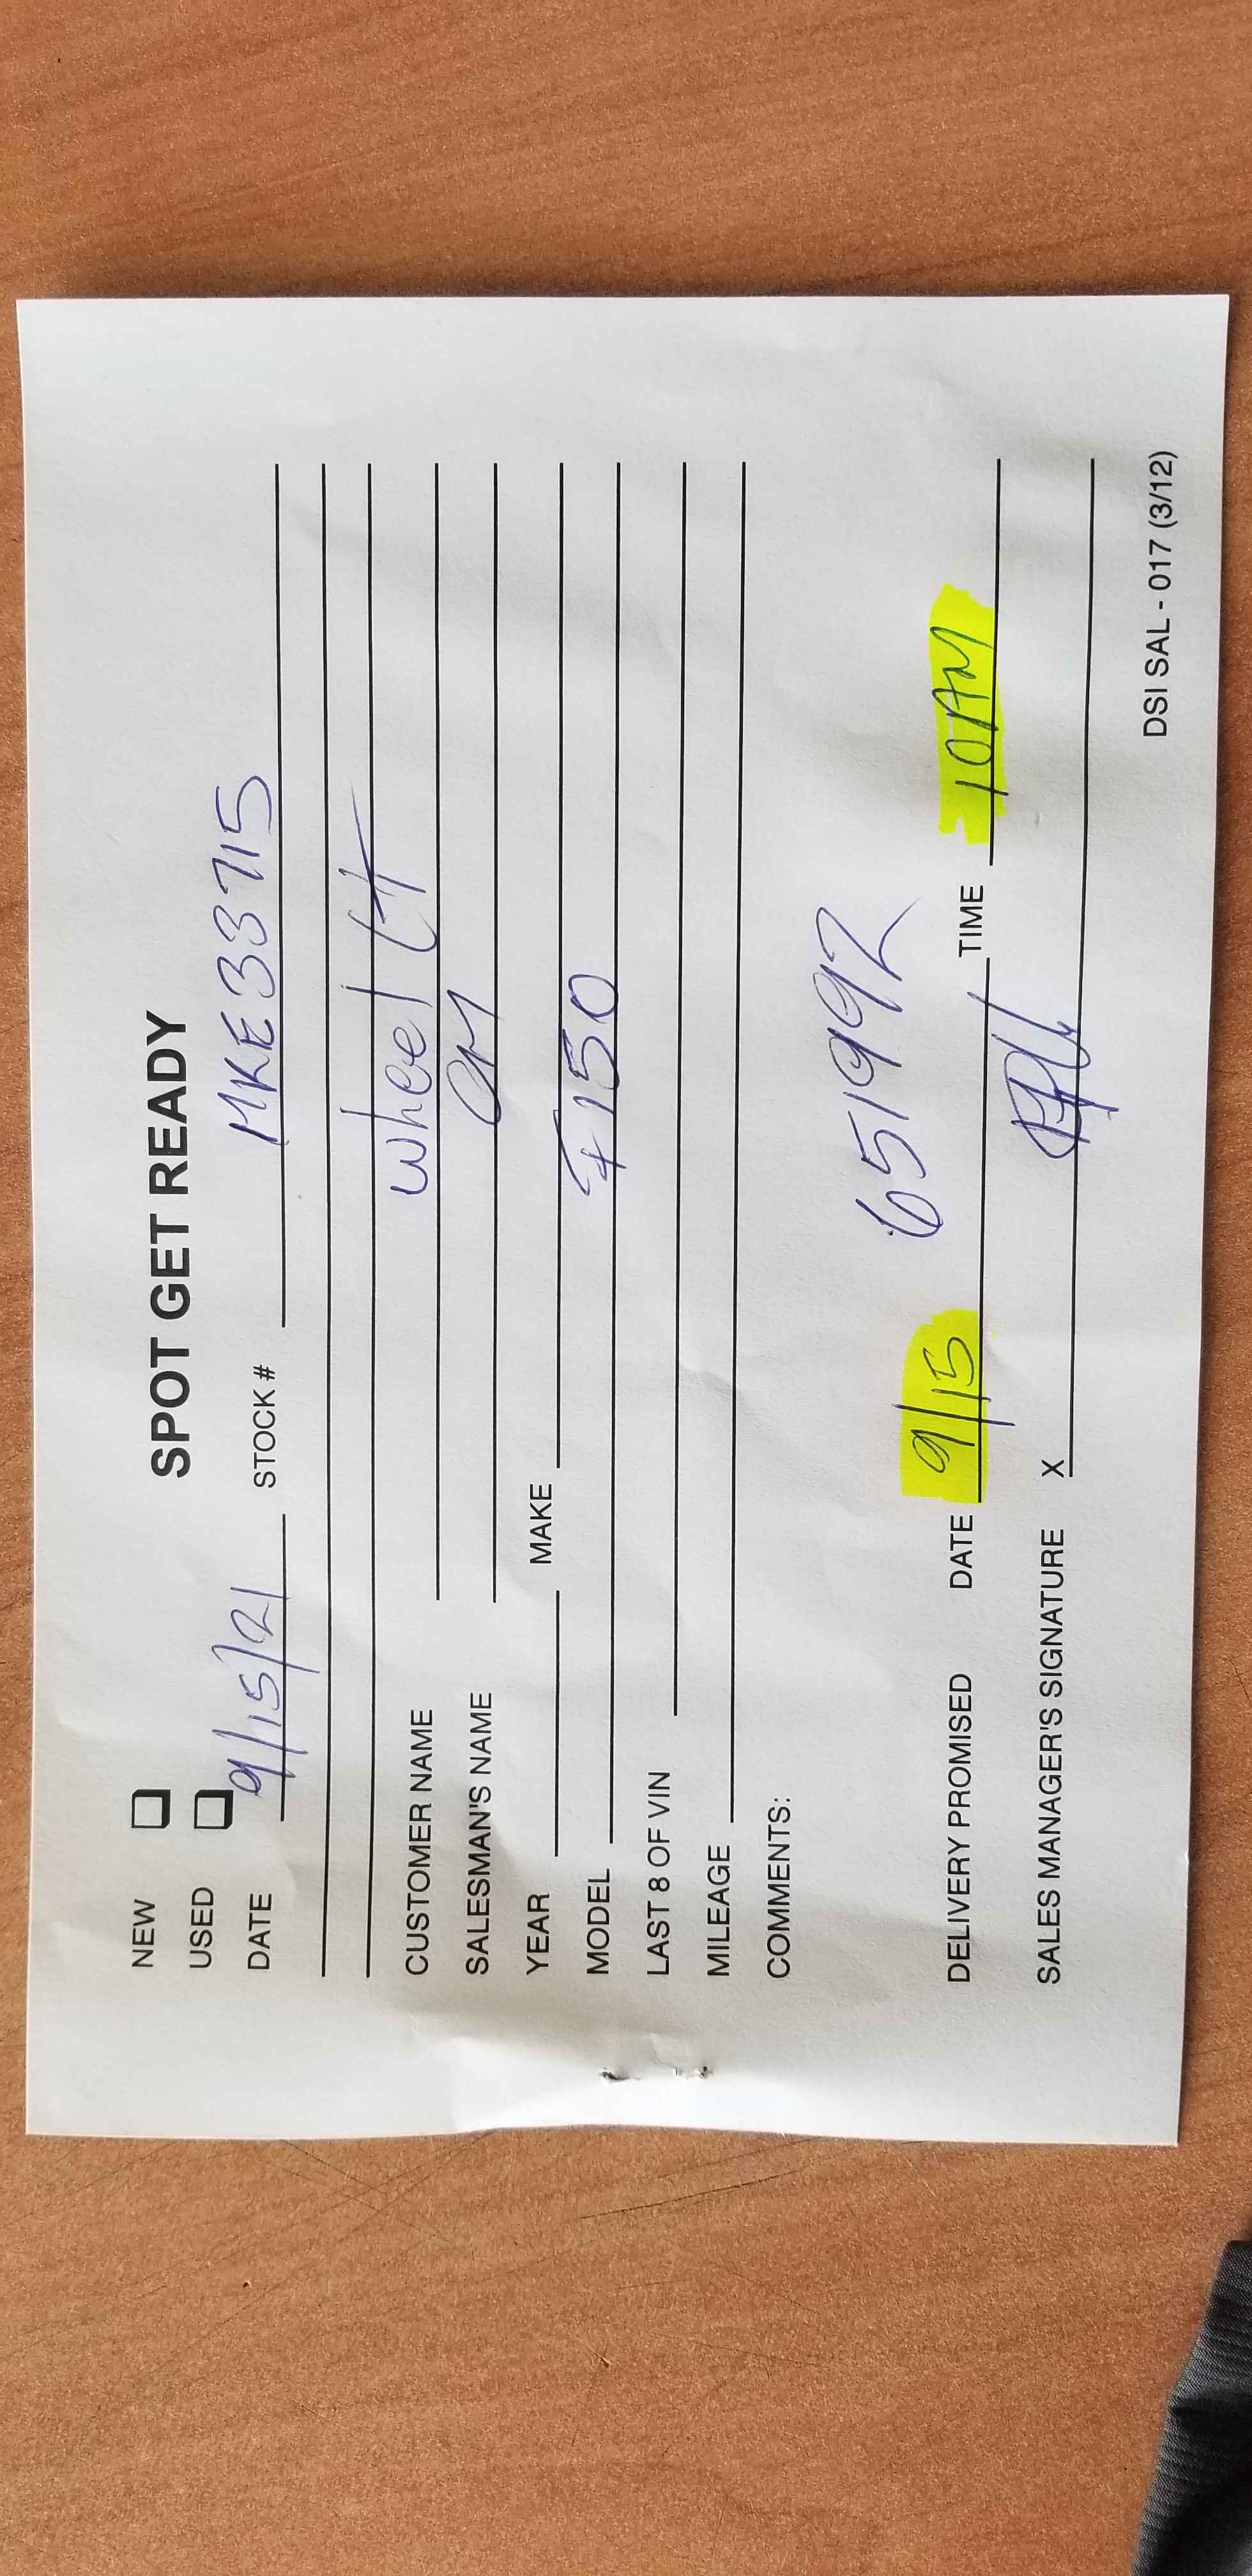 SPOT GET READY
NEW
USED
DATE 9/15/21 STOCK # MKE33715
CUSTOMER NAME Wheel It
SALESMAN'S NAME
YEAR MAKE
MODEL F150
LAST 8 OF VIN
MILEAGE
COMMENTS:
651992
DELIVERY PROMISED DATE 9/15 TIME 10AM
SALES MANAGER'S SIGNATURE X
DSI SAL - 017 (3/12)